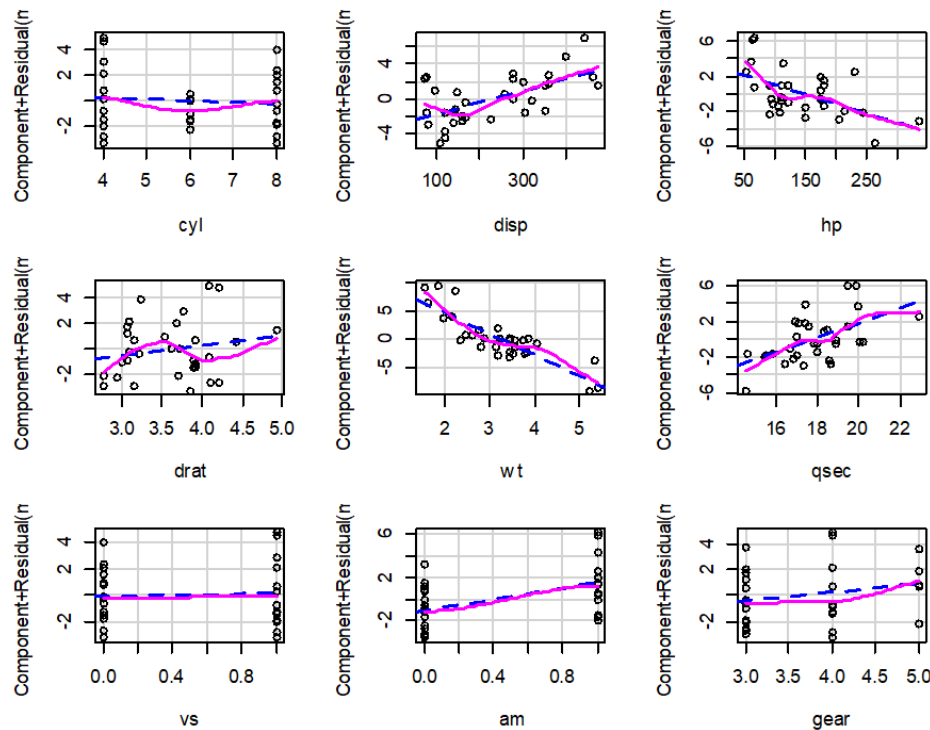 Component+Residual(m
4
2
-2
4 5 6 7 8
cyl
Component+Residual(m
4
0
-4
100 300
disp
Component+Residual(m
6
2
-2
-6
50 150 250
hp
Component+Residual(m
4
2
-2
3.0 3.5 4.0 4.5 5.0
drat
Component+Residual(m
5
0
-5
2 3 4 5
wt
Component+Residual(m
6
2
-2
-6
16 18 20 22
qsec
Component+Residual(m
4
2
-2
0.0 0.4 0.8
vs
Component+Residual(m
6
2
-2
0.0 0.4 0.8
am
Component+Residual(m
4
2
-2
3.0 3.5 4.0 4.5 5.0
gear